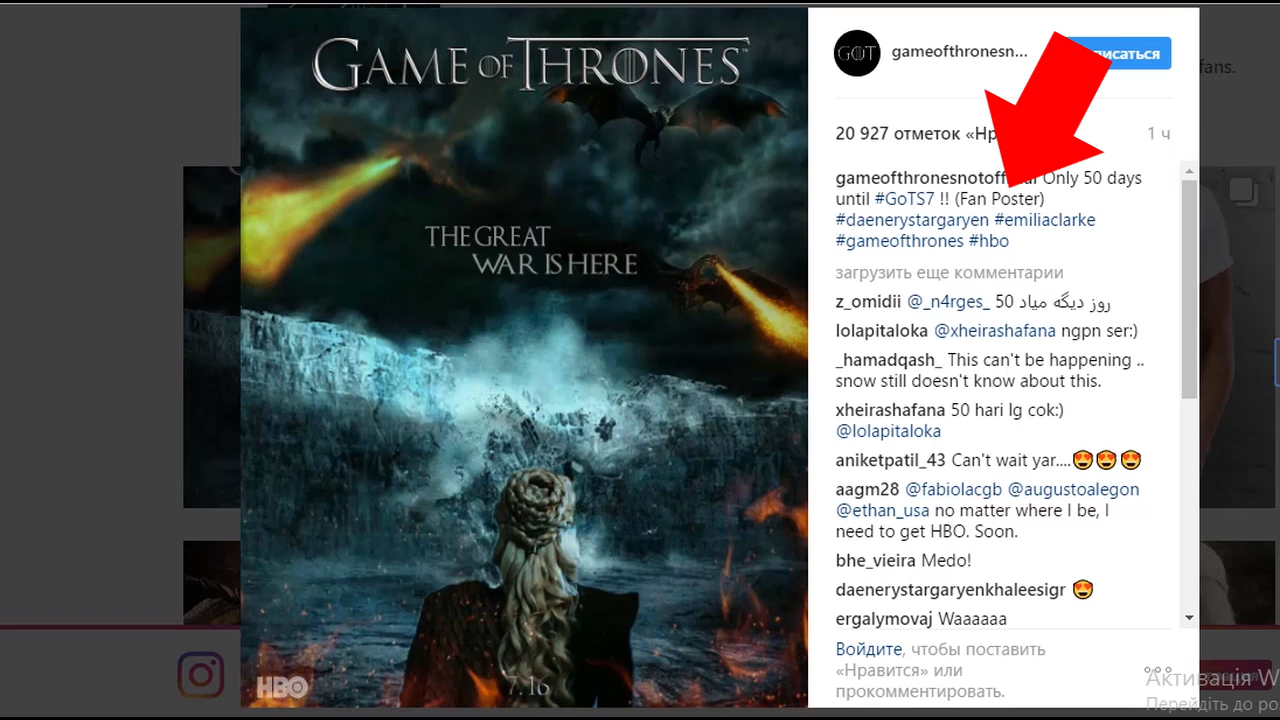 GAME OF THRONES™
THE GREAT
WAR IS HERE
HBO
7.16
GOT
gameofthronesn...
исаться
fans.
20 927 отметок «Нр
1 ч
gameofthronesnotoff Only 50 days
until #GoTS7 !! (Fan Poster)
#daenerystargaryen #emiliaclarke
#gameofthrones #hbo
загрузить еще комментарии
z_omidii @_n4rges_ 50 روز دیگه میاد
lolapitaloka @xheirashafana ngpn ser:)
_hamadqash_ This can't be happening ..
snow still doesn't know about this.
xheirashafana 50 hari lg cok:)
@lolapitaloka
aniketpatil_43 Can't wait yar....😍😍😍
aagm28 @fabiolacgb @augustoalegon
@ethan_usa no matter where I be, I
need to get HBO. Soon.
bhe_vieira Medo!
daenerystargaryenkhaleesigr 😍
ergalymovaj Waaaaaa
Войдите, чтобы поставить
«Нравится» или
прокомментировать.
Активація W
Перейдіть до ро